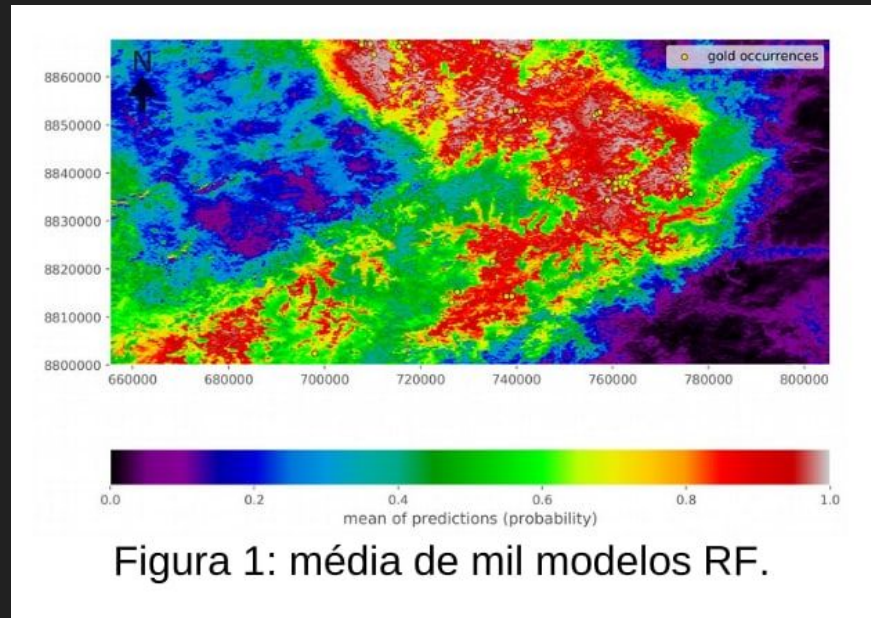 N
gold occurrences
8860000
8850000
8840000
8830000
8820000
8810000
8800000
660000 680000 700000 720000 740000 760000 780000 800000
0.0 0.2 0.4 0.6 0.8 1.0
mean of predictions (probability)
Figura 1: média de mil modelos RF.